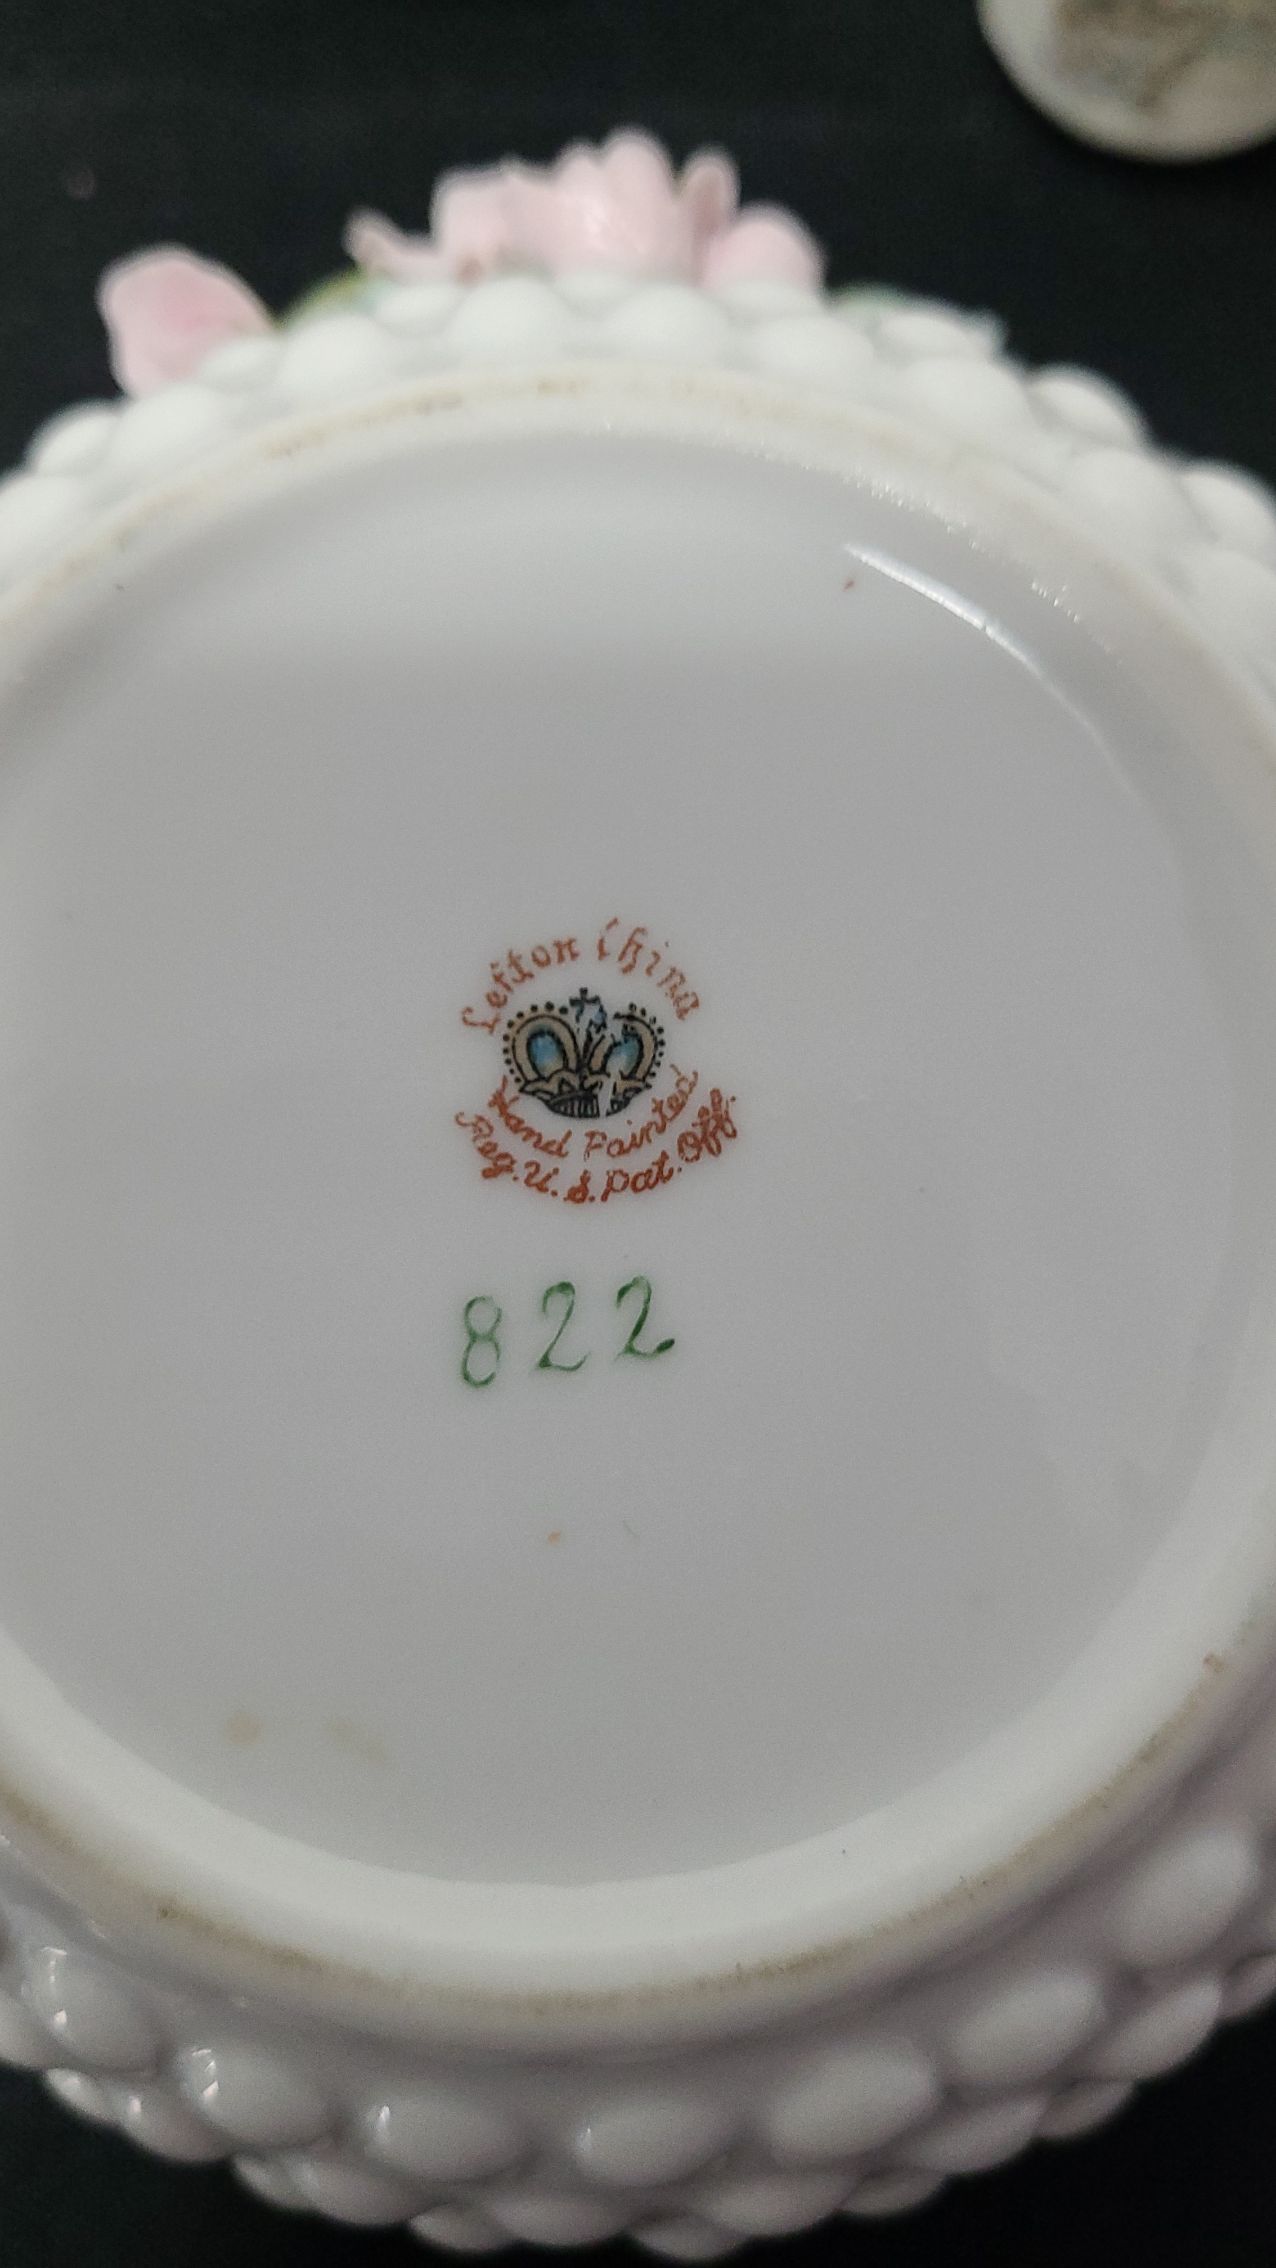 Lefton China
Hand Painted
Reg. U. S. Pat. Off.
822